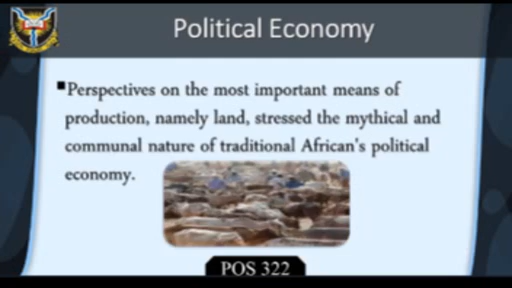 Political Economy
▪Perspectives on the most important means of
production, namely land, stressed the mythical and
communal nature of traditional African's political
economy.
POS 322